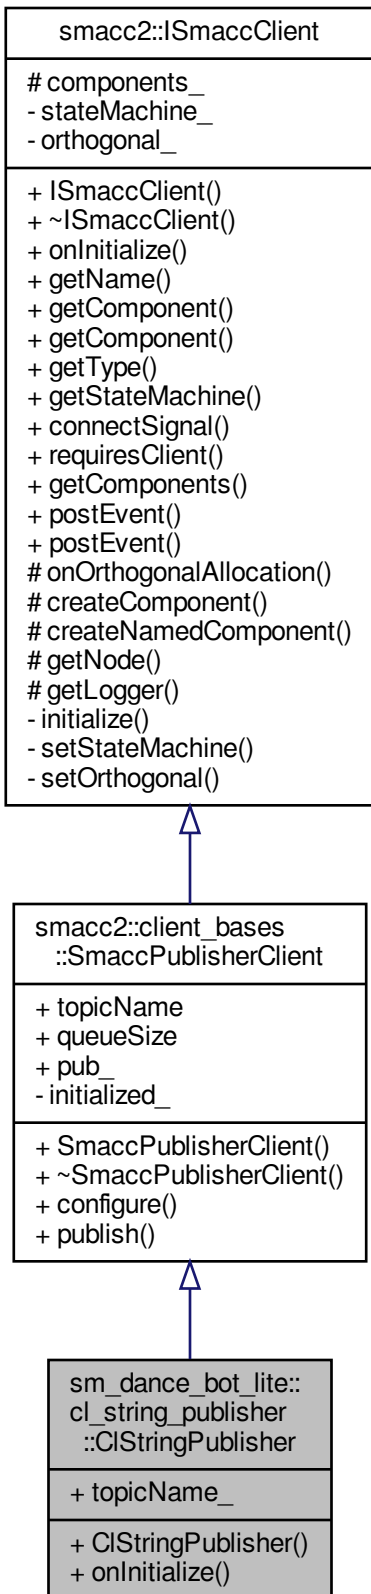 smacc2::ISmaccClient
# components_
- stateMachine_
- orthogonal_
+ ISmaccClient()
+ ~ISmaccClient()
+ onInitialize()
+ getName()
+ getComponent()
+ getComponent()
+ getType()
+ getStateMachine()
+ connectSignal()
+ requiresClient()
+ getComponents()
+ postEvent()
+ postEvent()
# onOrthogonalAllocation()
# createComponent()
# createNamedComponent()
# getNode()
# getLogger()
- initialize()
- setStateMachine()
- setOrthogonal()
smacc2::client_bases
::SmaccPublisherClient
+ topicName
+ queueSize
+ pub_
- initialized_
+ SmaccPublisherClient()
+ ~SmaccPublisherClient()
+ configure()
+ publish()
sm_dance_bot_lite::
cl_string_publisher
::ClStringPublisher
+ topicName_
+ ClStringPublisher()
+ onInitialize()